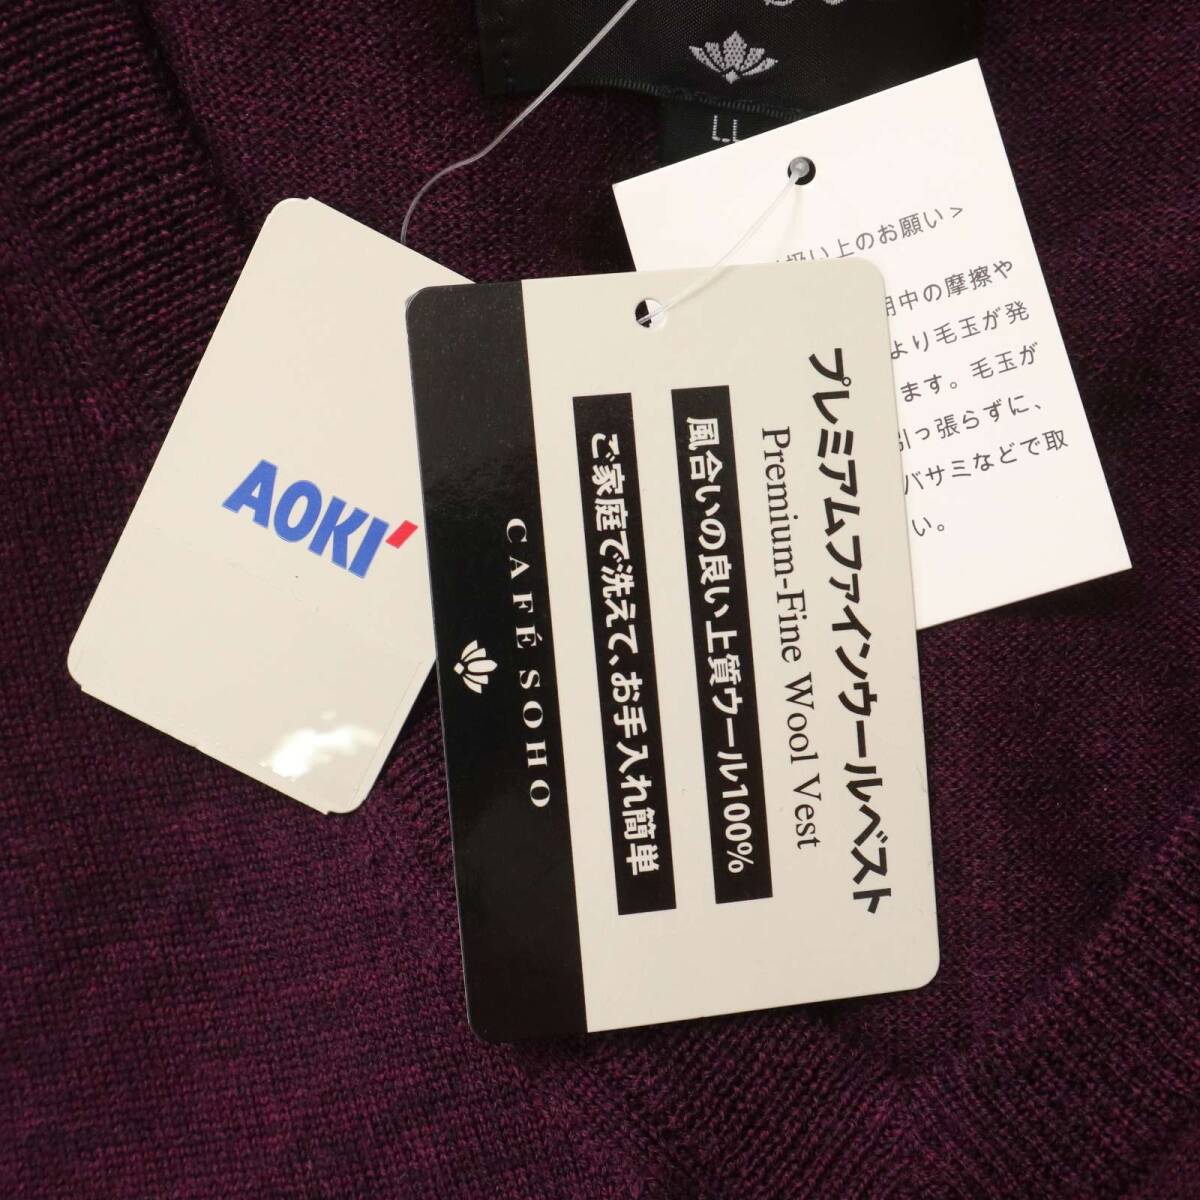 AOKI
プレミアムファインウールベスト
Premium-Fine Wool Vest
風合いの良い上質ウール100%
ご家庭で洗えて、お手入れ簡単
CAFÉ SOHO
扱い上のお願い >
用中の摩擦や
より毛玉が発
ます。毛玉が
引っ張らずに、
バサミなどで取
い。